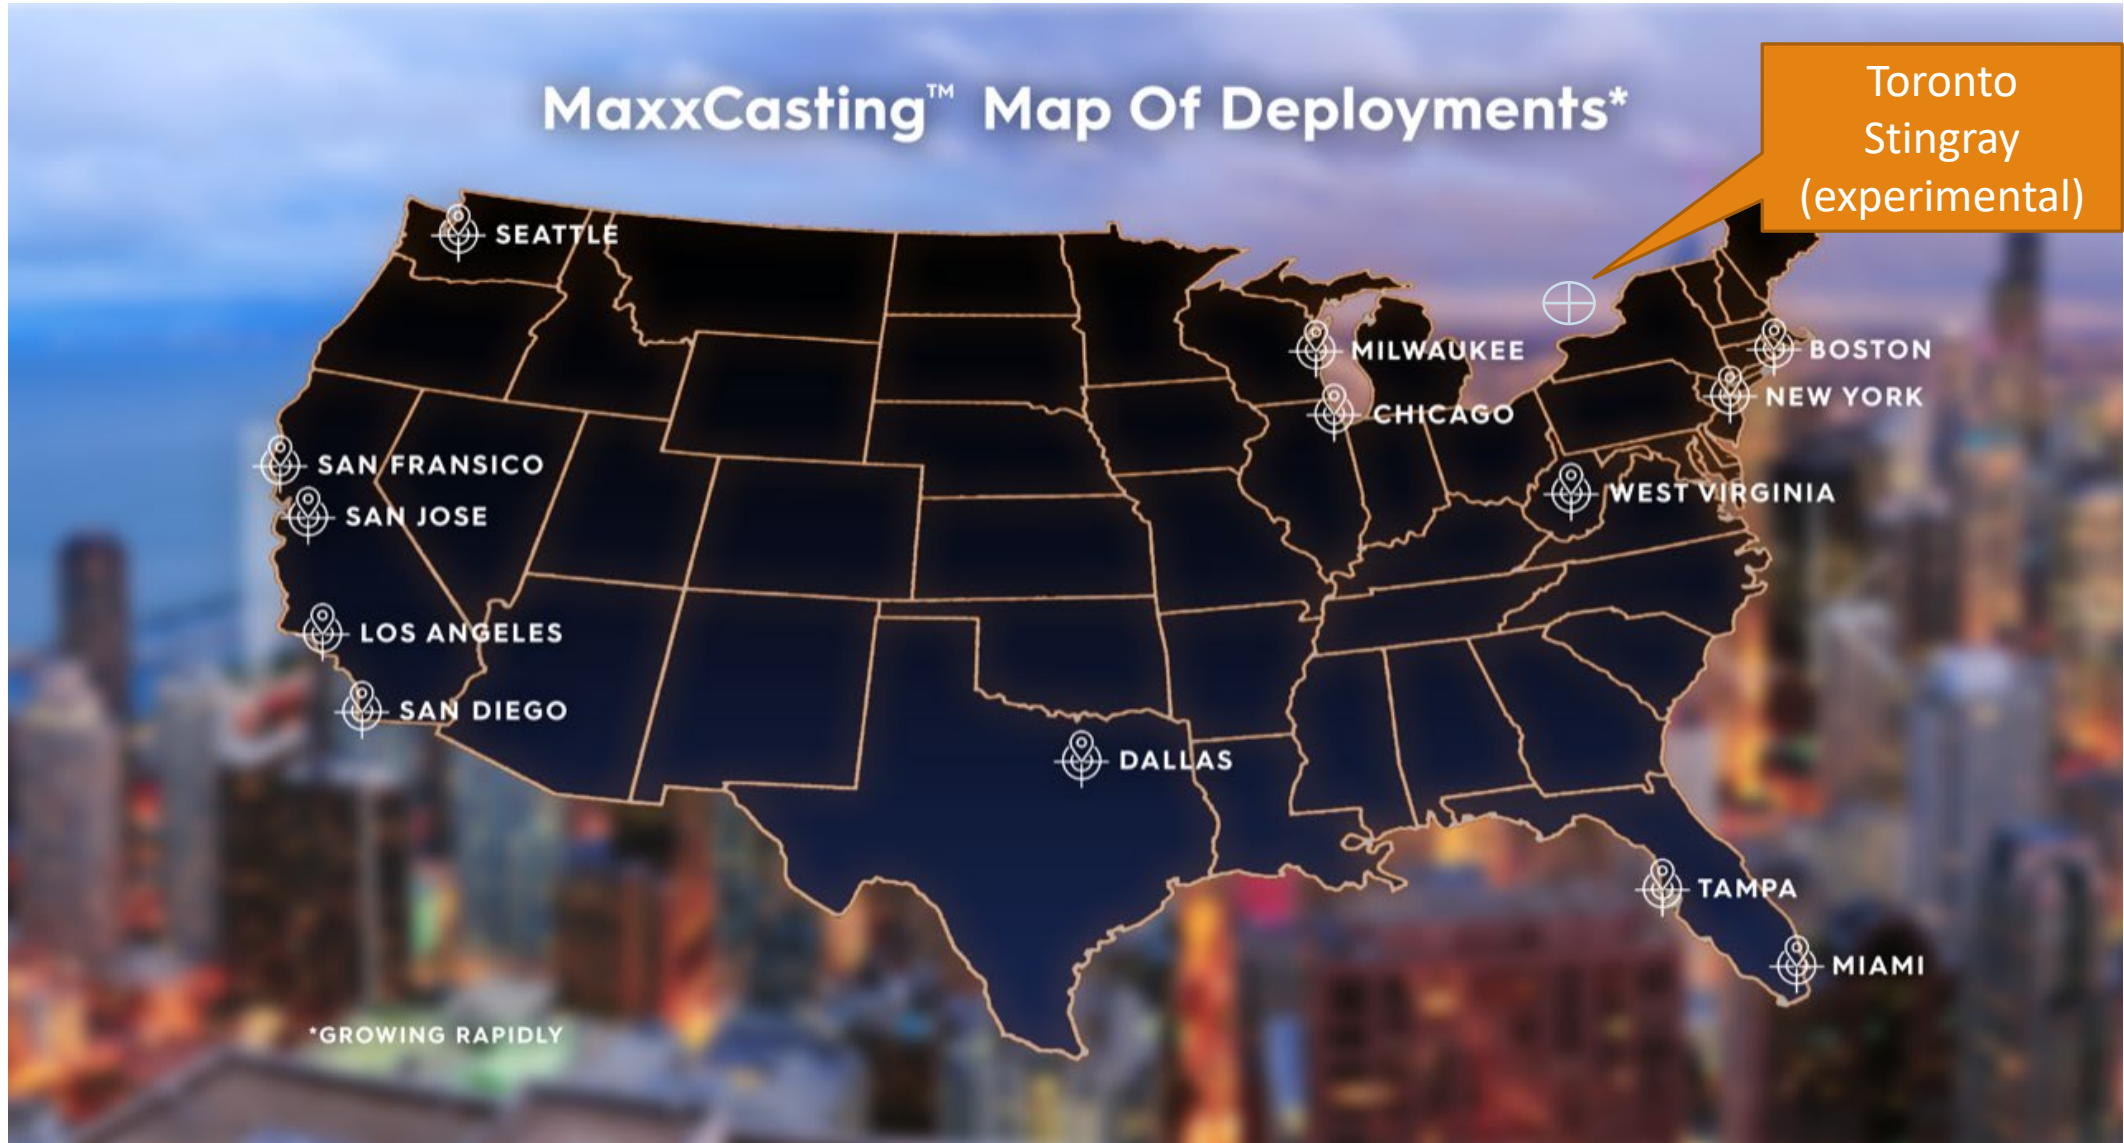 MaxxCasting™ Map Of Deployments*
Toronto
Stingray
(experimental)
SEATTLE
MILWAUKEE
BOSTON
NEW YORK
CHICAGO
SAN FRANSICO
WEST VIRGINIA
SAN JOSE
LOS ANGELES
SAN DIEGO
DALLAS
TAMPA
MIAMI
*GROWING RAPIDLY